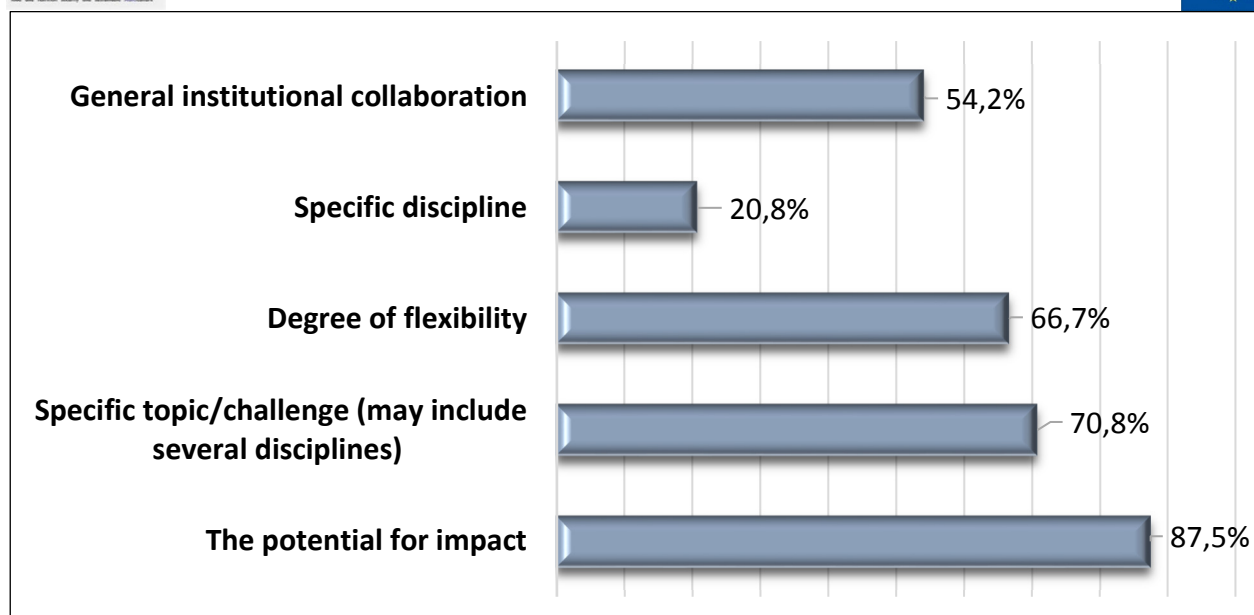 General institutional collaboration
54,2%
Specific discipline
20,8%
Degree of flexibility
66,7%
Specific topic/challenge (may include
several disciplines)
70,8%
The potential for impact
87,5%